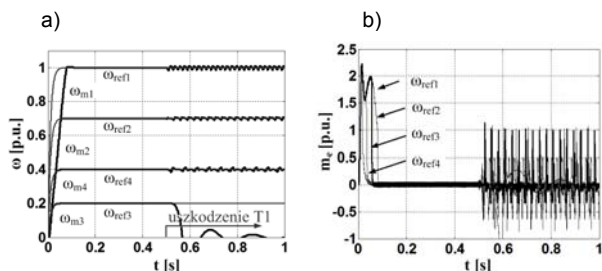 a)
b)
ω [p.u.]
1
0.8
0.6
0.4
0.2
0
0 0.2 0.4 0.6 0.8 1
t [s]
ω_m1
ω_m2
ω_m4
ω_m3
ω_ref1
ω_ref2
ω_ref4
ω_ref3
uszkodzenie T1
m_e [p.u.]
2.5
2
1.5
1
0.5
0
-0.5
-1
0 0.2 0.4 0.6 0.8 1
t [s]
ω_ref1
ω_ref2
ω_ref3
ω_ref4